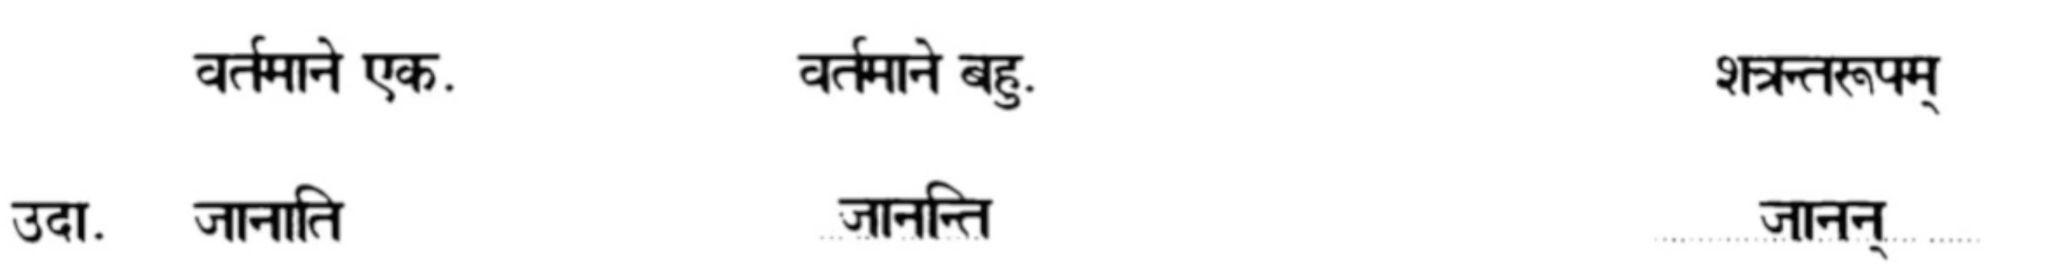 वर्तमाने एक. वर्तमाने बहु. शत्रन्तरूपम्
उदा. जानाति जानन्ति जानन्